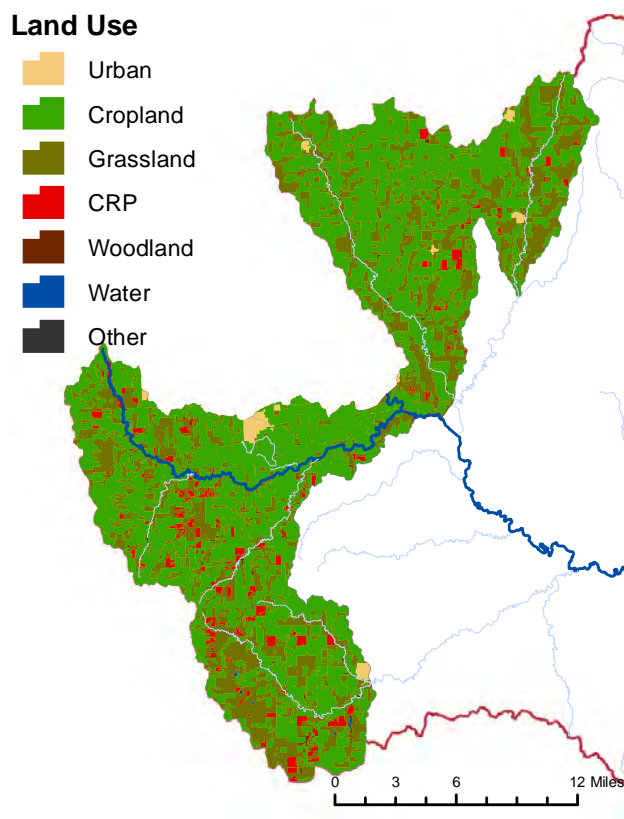 Land Use
Urban
Cropland
Grassland
CRP
Woodland
Water
Other
0 3 6 12 Miles